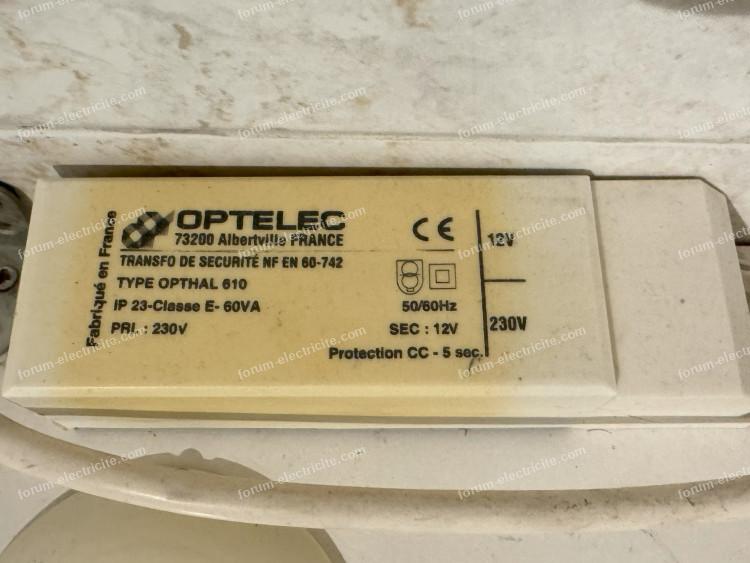 OPTELEC
73200 Albertville FRANCE
TRANSFO DE SECURITÉ NF EN 60-742
TYPE OPTHAL 610
IP 23-Classe E- 60VA
PRI. : 230V
Fabriqué en France
CE
50/60Hz
SEC : 12V
Protection CC - 5 sec.
12V
230V
forum-electricite.com